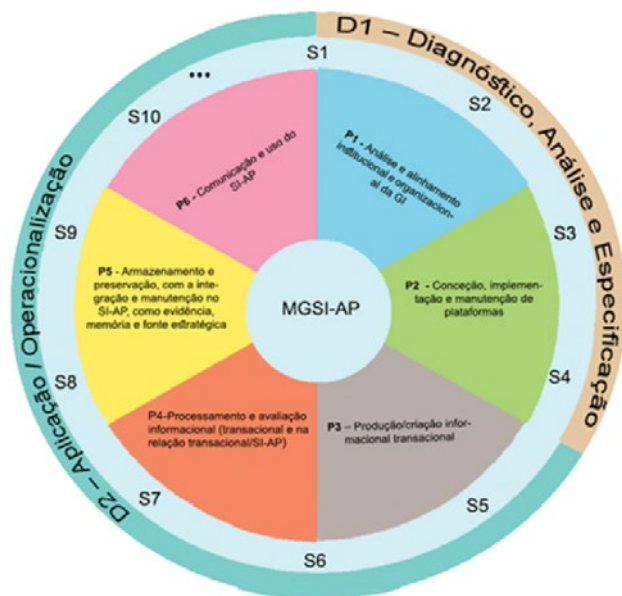 D1 – Diagnóstico, Análise e Especificação
D2 – Aplicação / Operacionalização
S1
S2
S3
S4
S5
S6
S7
S8
S9
S10
...
P1 - Análise e alinhamento
institucional e organizacion-
al da GI
P2 - Conceção, implemen-
tação e manutenção de
plataformas
P3 – Produção/criação infor-
macional transacional
P4-Processamento e avaliação
informacional (transacional e na
relação transacional/SI-AP)
P5 - Armazenamento e
preservação, com a inte-
gração e manutenção no
SI-AP, como evidência,
memória e fonte estratégica
P6 - Comunicação e uso do
SI-AP
MGSI-AP